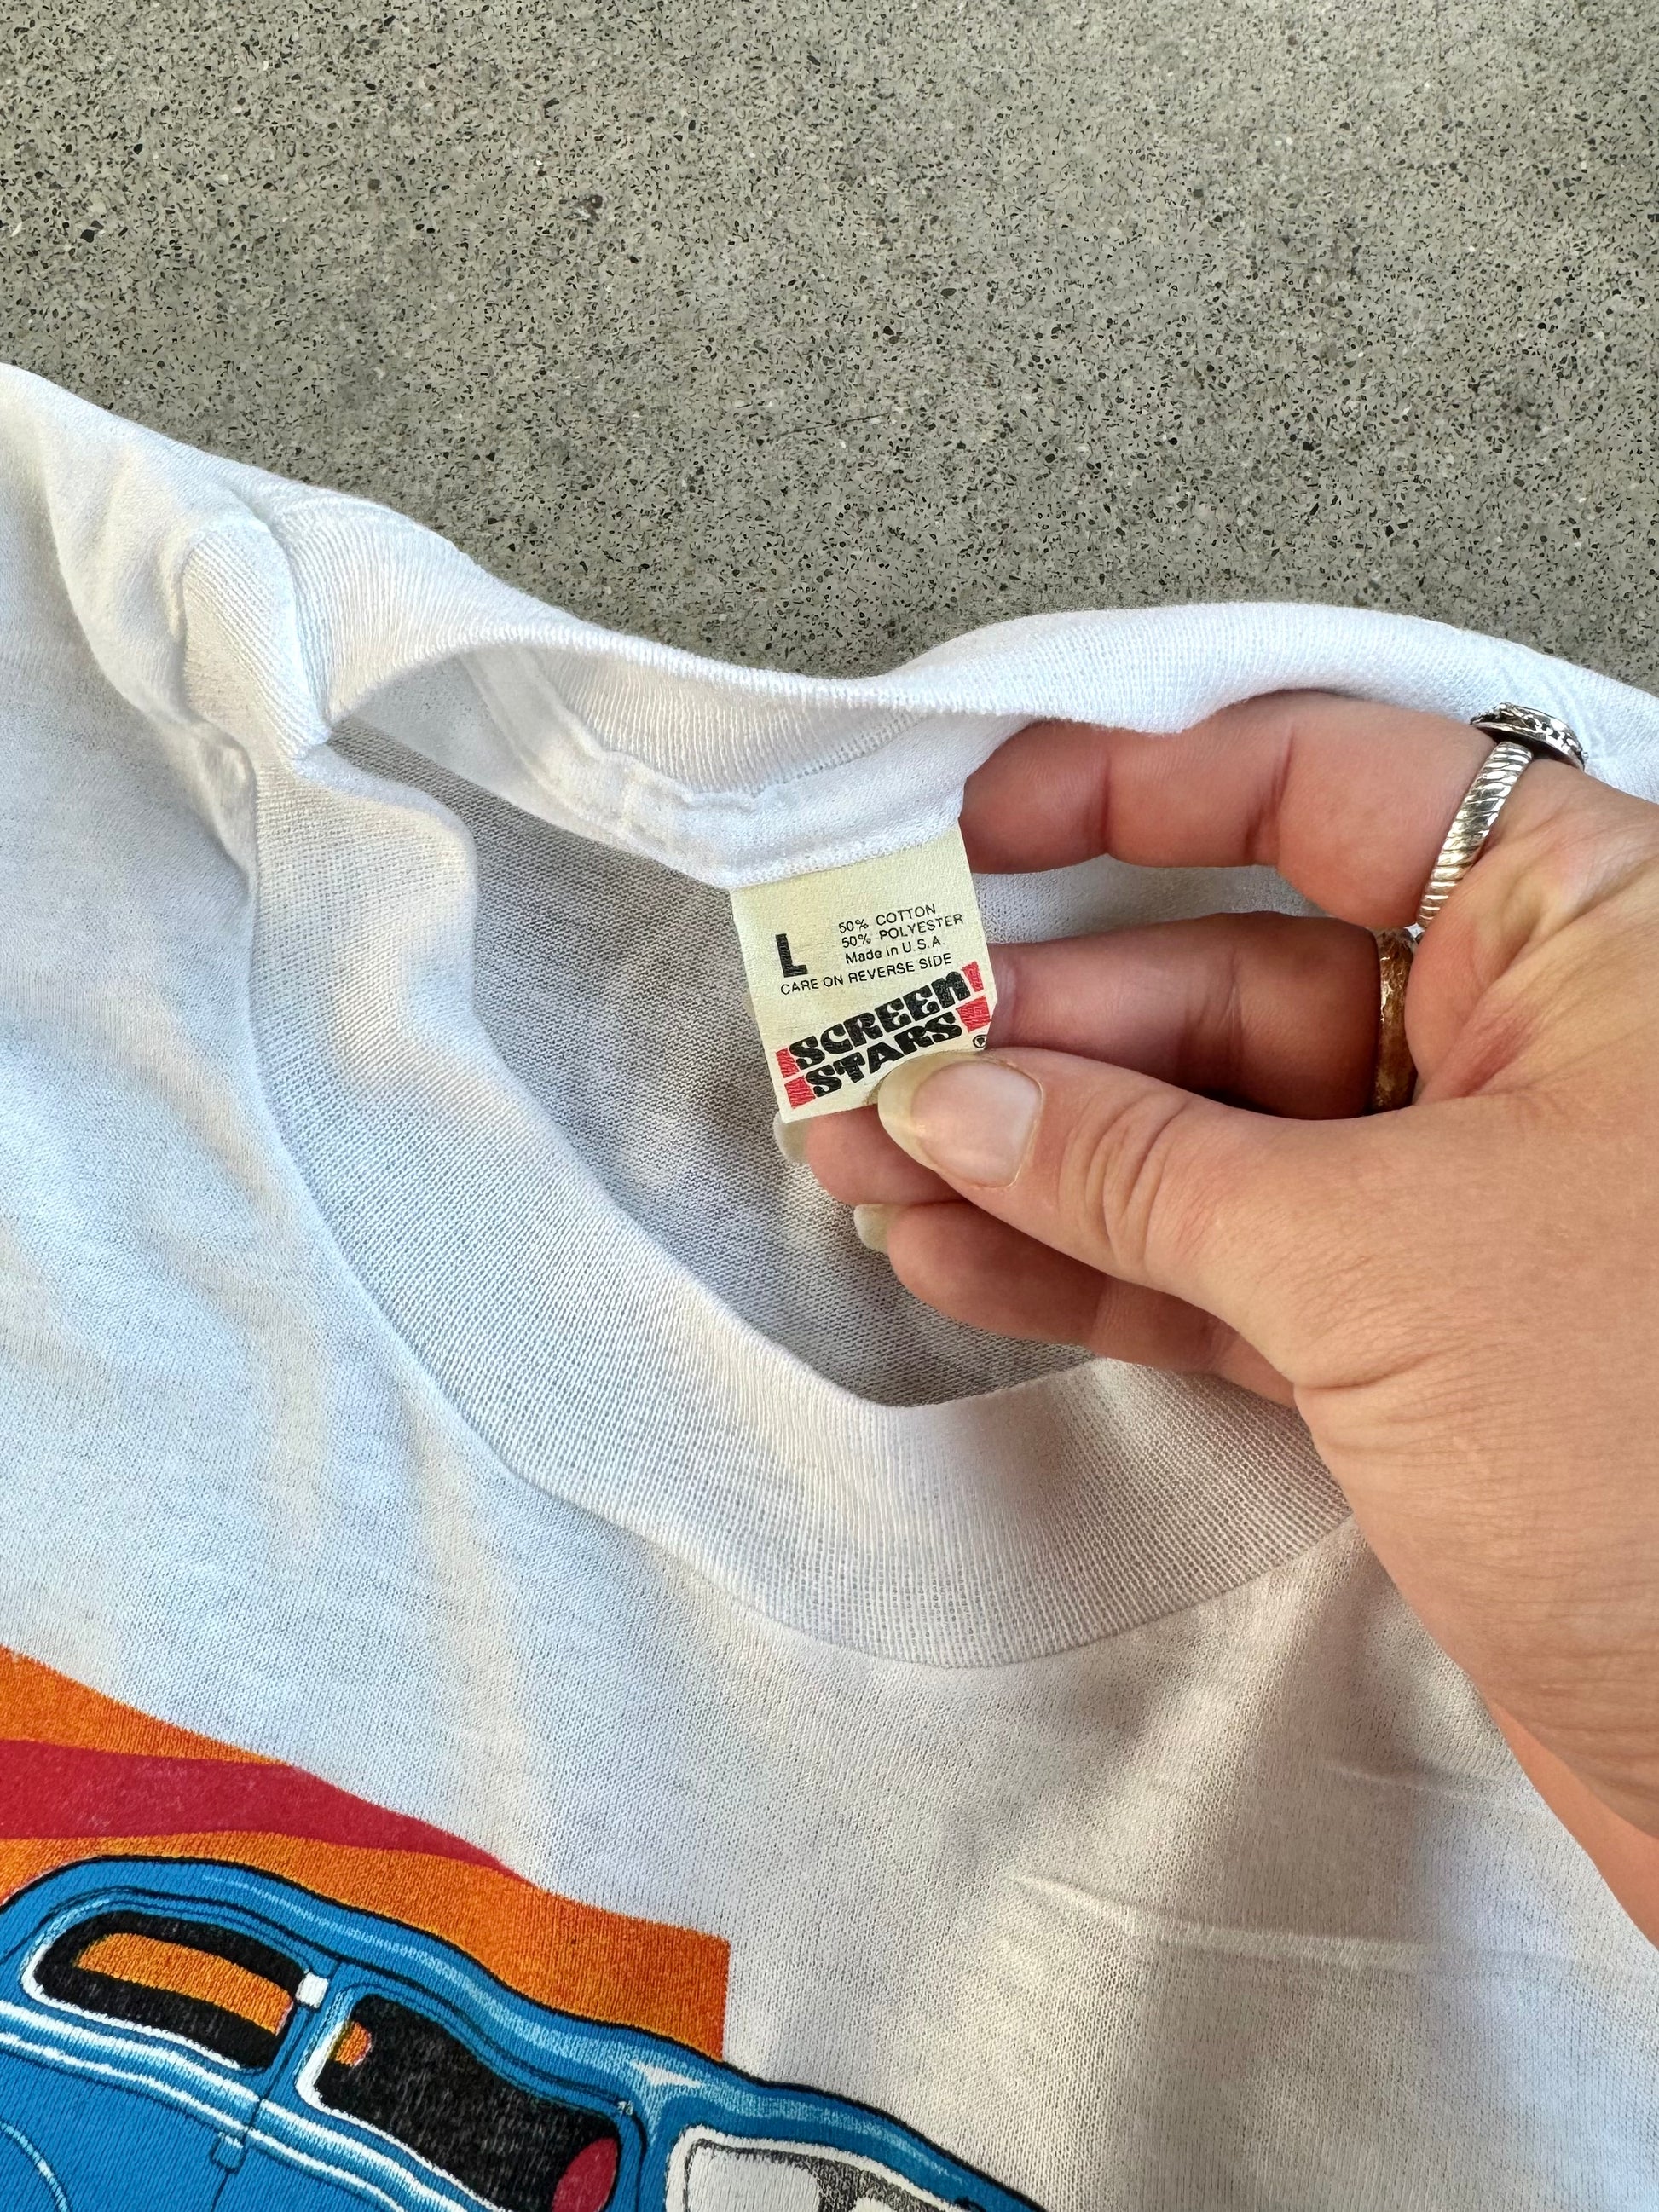 L
50% COTTON
50% POLYESTER
Made in U.S.A.
CARE ON REVERSE SIDE
SCREEN
STARS®